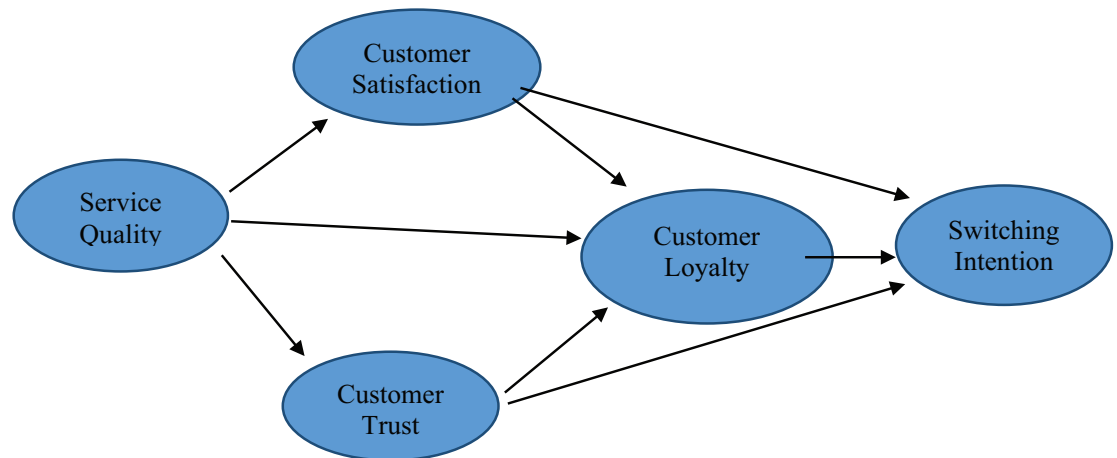 Customer
Satisfaction
Service
Quality
Customer
Loyalty
Switching
Intention
Customer
Trust